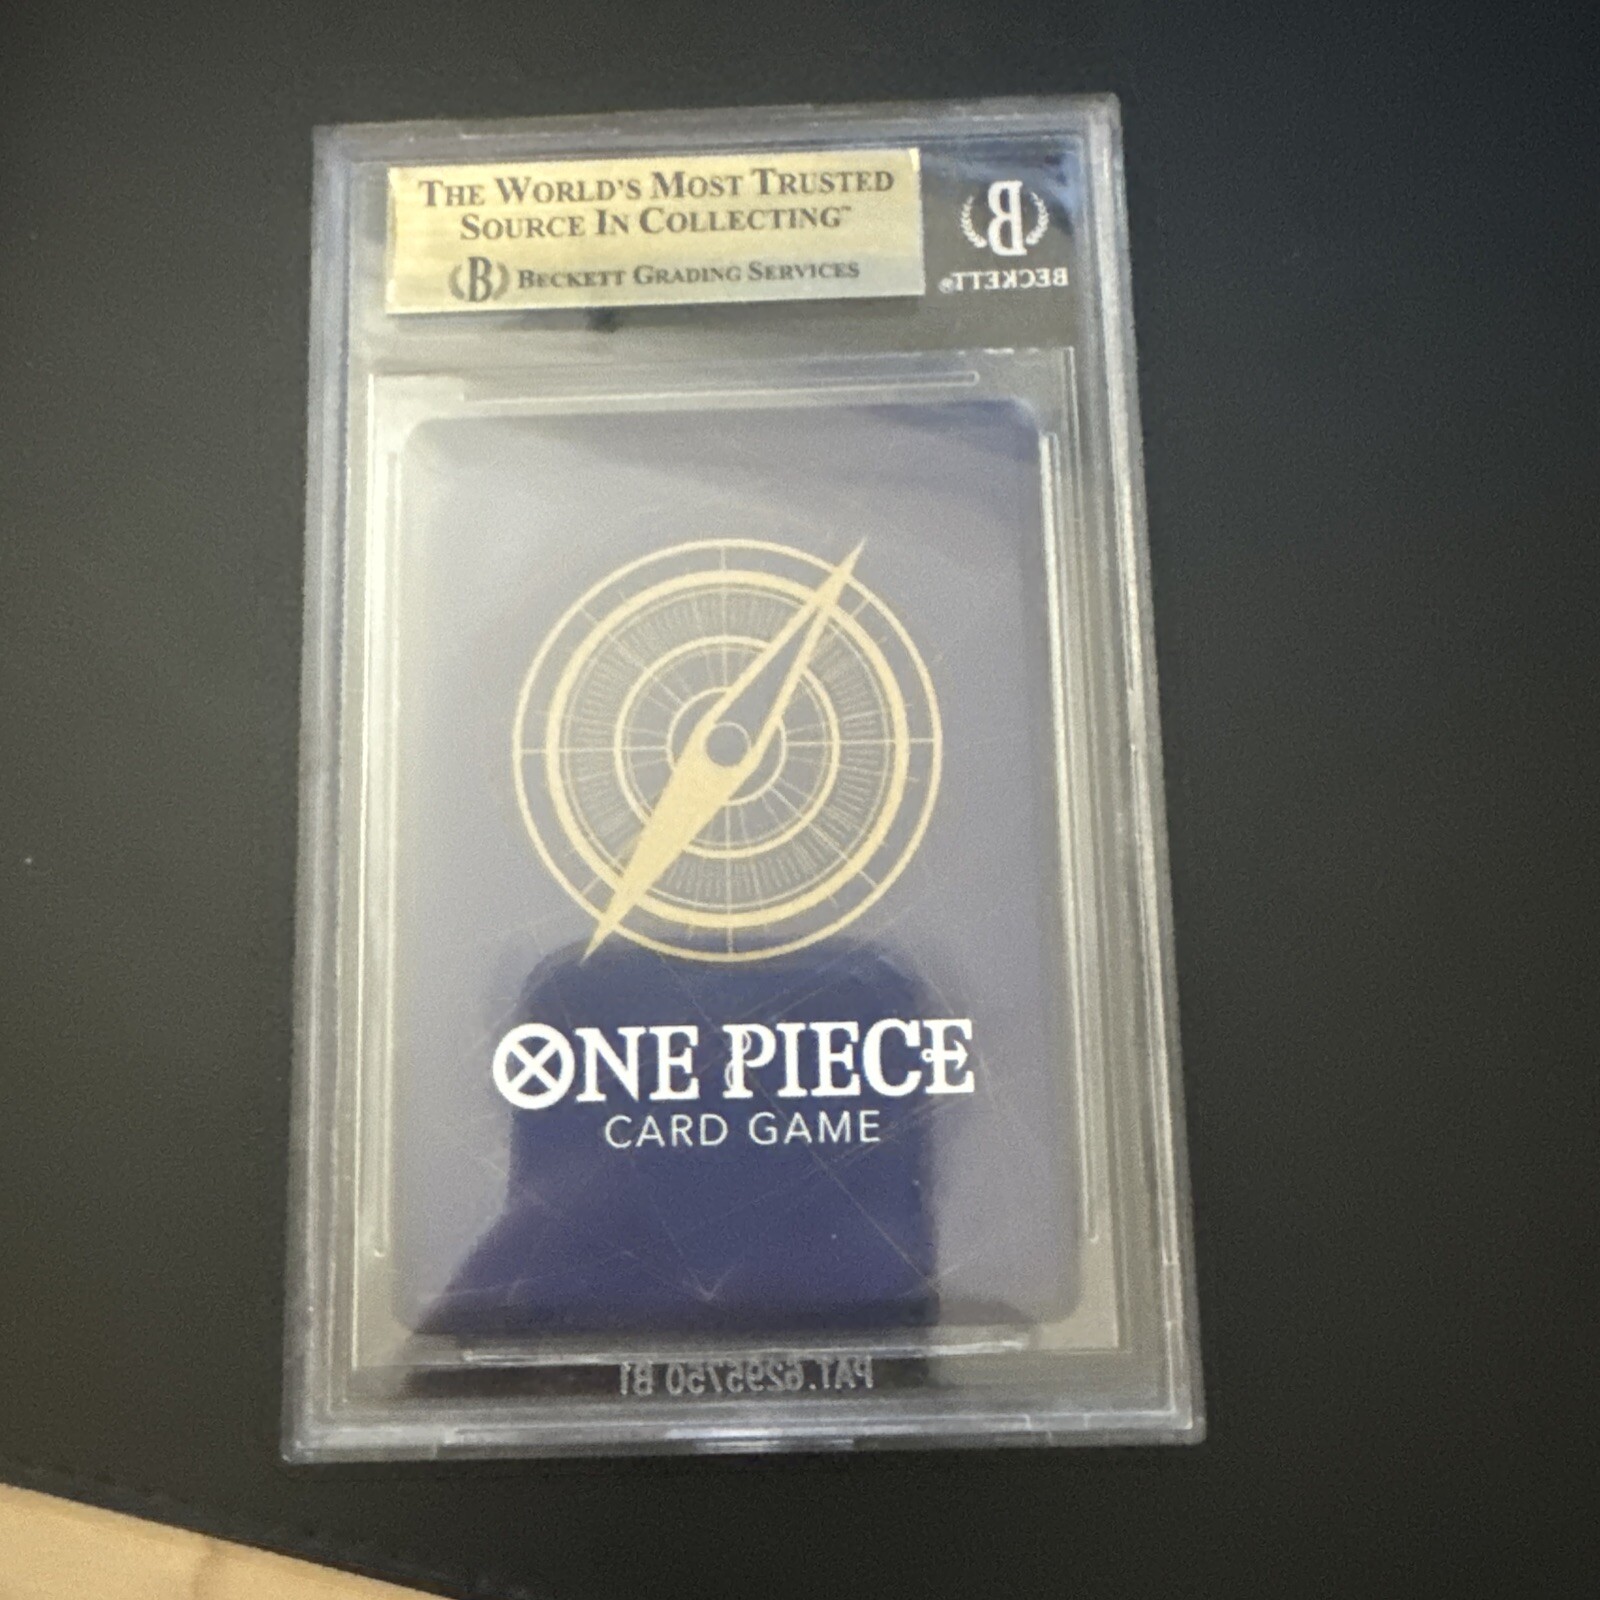 THE WORLD'S MOST TRUSTED
SOURCE IN COLLECTING™
B BECKETT GRADING SERVICES
B
BECKETT®
ONE PIECE
CARD GAME
PAT. 6295750 B1